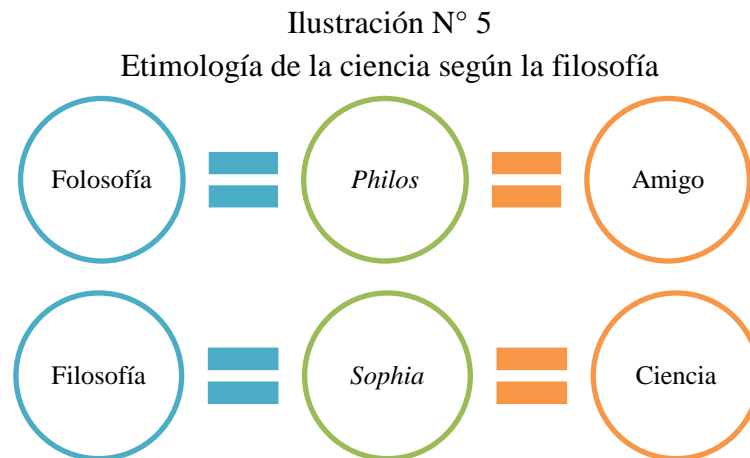 Ilustración N° 5
Etimología de la ciencia según la filosofía
Folosofía Philos Amigo
Filosofía Sophia Ciencia